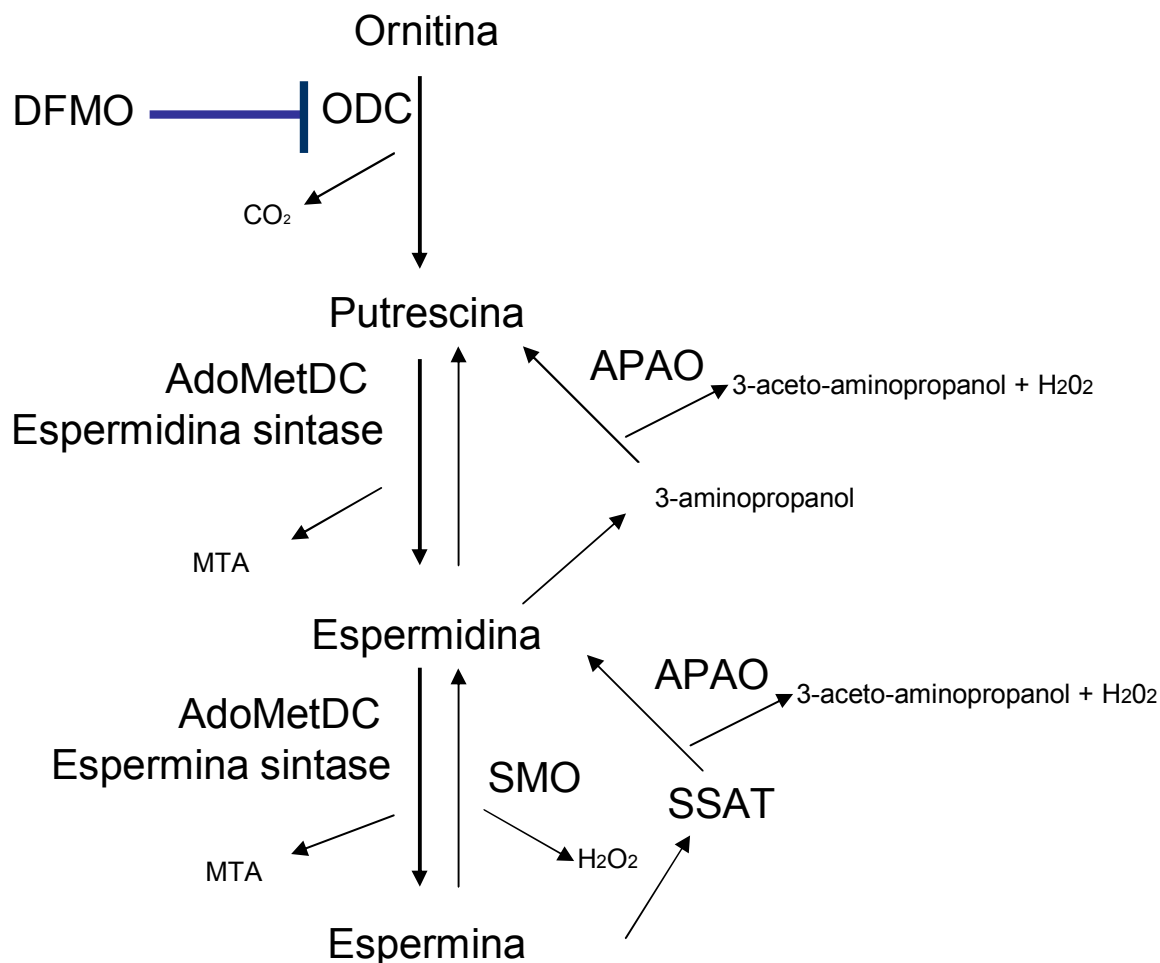 Ornitina
DFMO
ODC
CO₂
Putrescina
AdoMetDC
Espermidina sintase
APAO
3-aceto-aminopropanol + H202
3-aminopropanol
MTA
Espermidina
AdoMetDC
Espermina sintase
APAO
3-aceto-aminopropanol + H202
SMO
SSAT
H2O2
MTA
Espermina